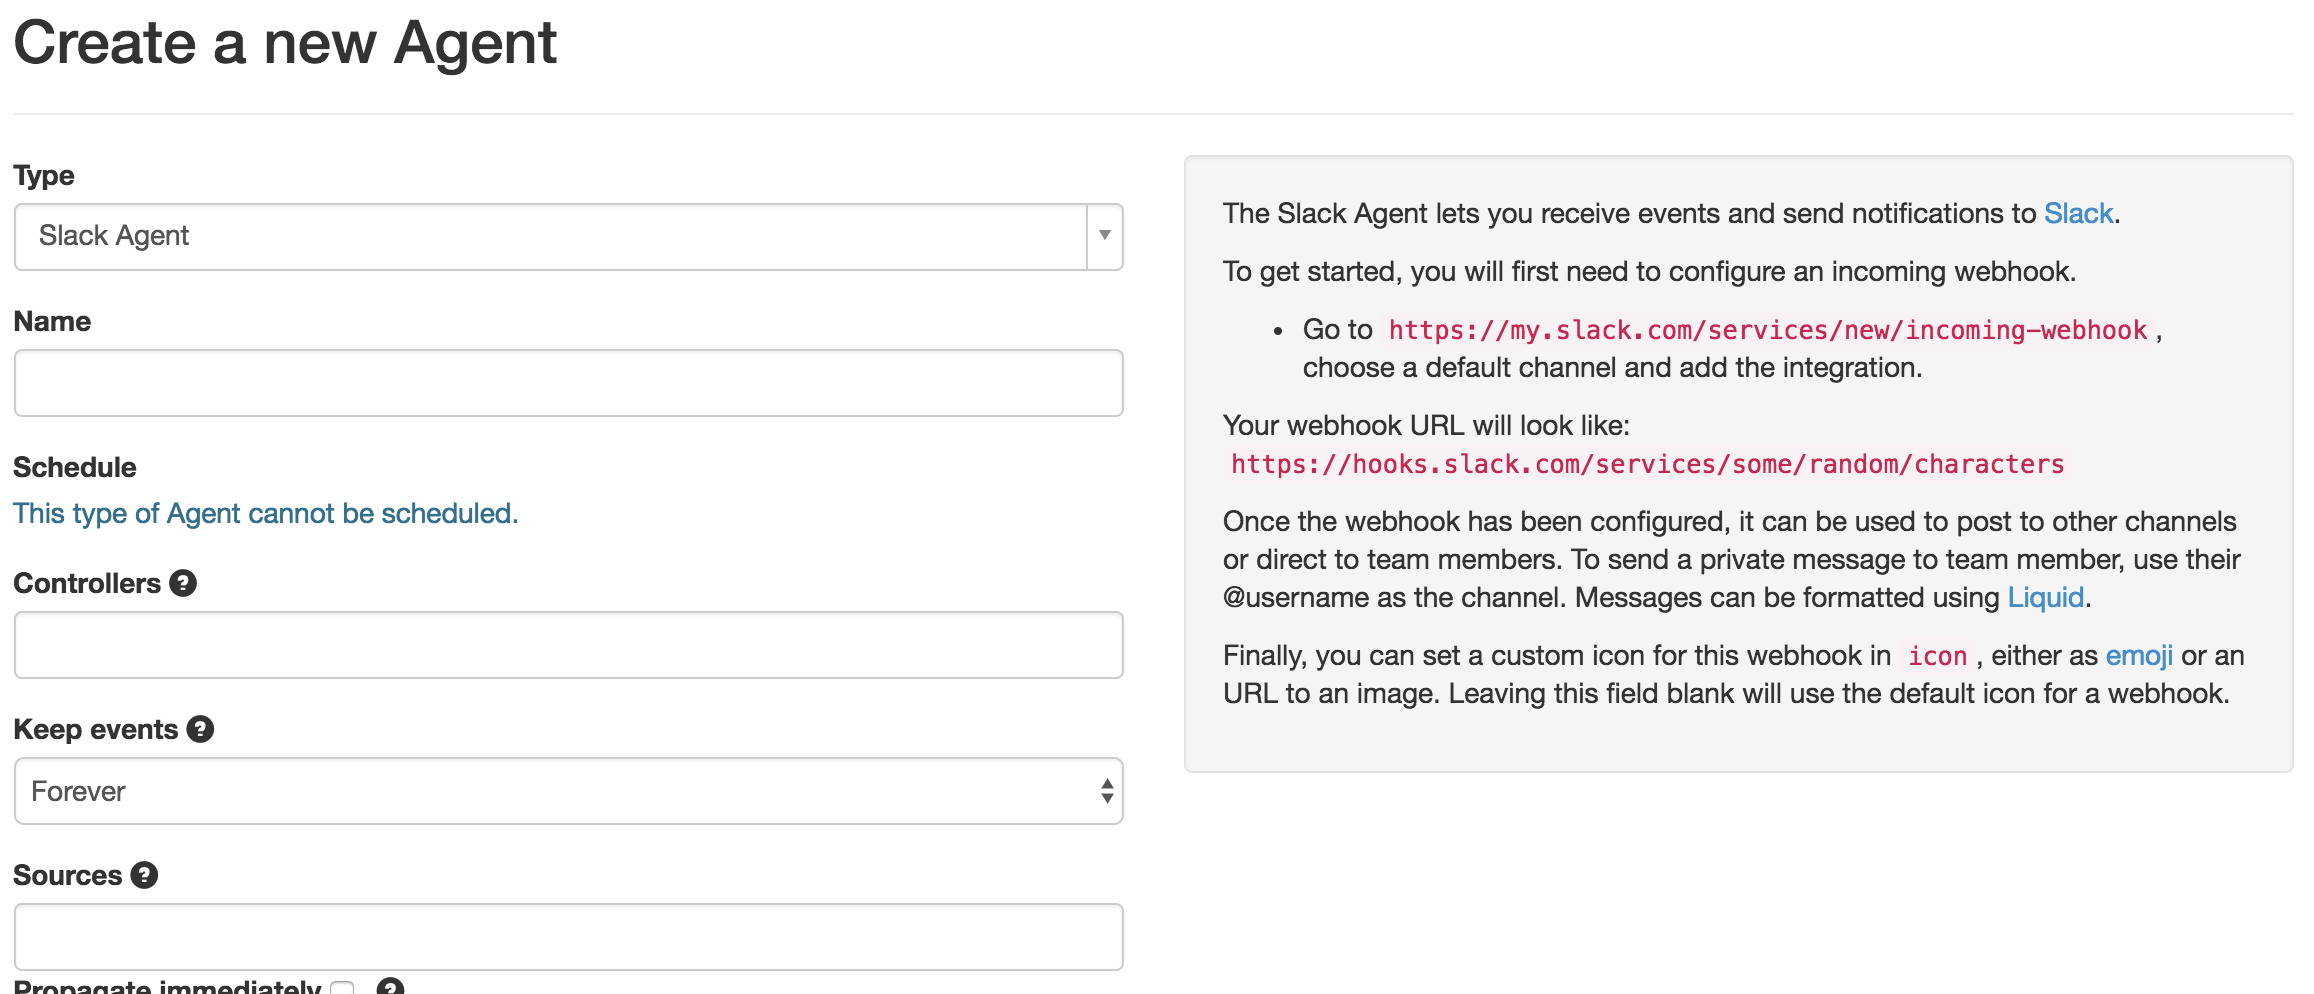 Create a new Agent
Type
Slack Agent
Name
Schedule
This type of Agent cannot be scheduled.
Controllers ?
Keep events ?
Forever
Sources ?
Propagate immediately ?
The Slack Agent lets you receive events and send notifications to Slack.
To get started, you will first need to configure an incoming webhook.
• Go to https://my.slack.com/services/new/incoming-webhook ,
choose a default channel and add the integration.
Your webhook URL will look like:
https://hooks.slack.com/services/some/random/characters
Once the webhook has been configured, it can be used to post to other channels
or direct to team members. To send a private message to team member, use their
@username as the channel. Messages can be formatted using Liquid.
Finally, you can set a custom icon for this webhook in icon , either as emoji or an
URL to an image. Leaving this field blank will use the default icon for a webhook.